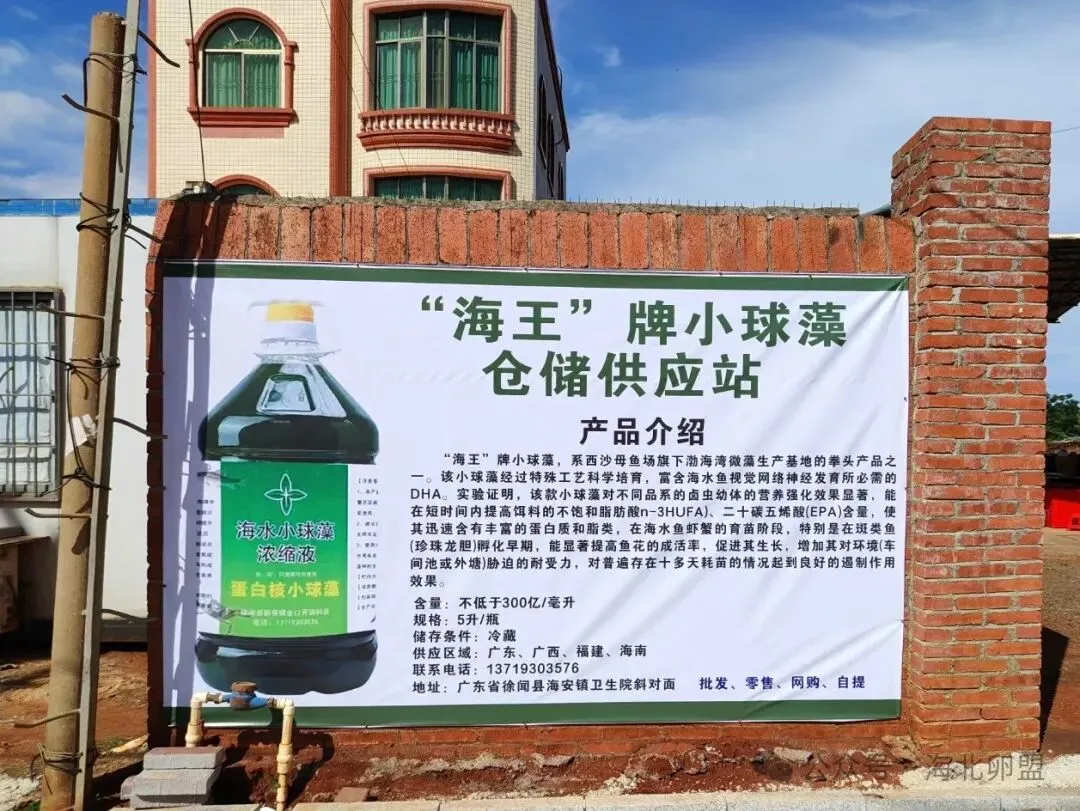 “海王”牌小球藻
仓储供应站
产品介绍
“海王”牌小球藻，系西沙母鱼场旗下渤海湾微藻生产基地的拳头产品之
一。该小球藻经过特殊工艺科学培育，富含海水鱼视觉网络神经发育所必需的
DHA。实验证明，该款小球藻对不同品系的卤虫幼体的营养强化效果显著，能
在短时间内提高饵料的不饱和脂肪酸n-3HUFA)、二十碳五烯酸(EPA)含量，使
其迅速含有丰富的蛋白质和脂类，在海水鱼虾蟹的育苗阶段，特别是在斑类鱼
(珍珠龙胆)孵化早期，能显著提高鱼花的成活率，促进其生长，增加其对环境(车
间池或外塘)胁迫的耐受力，对普遍存在十多天耗苗的情况起到良好的遏制作用
效果。
含量：不低于300亿/毫升
规格：5升/瓶
储存条件：冷藏
供应区域：广东、广西、福建、海南
联系电话：13719303576
地址：广东省徐闻县海安镇卫生院斜对面
批发、零售、网购、自提
海水小球藻
浓缩液
蛋白核小球藻
电话：13719303576
公众号·海北卵盟